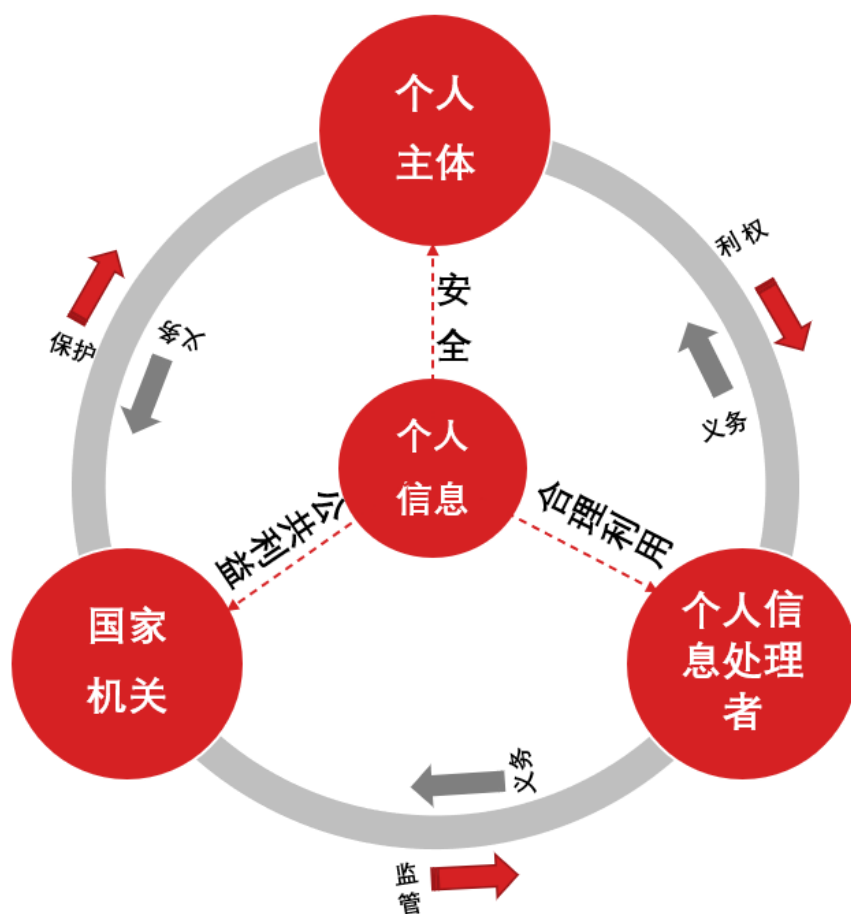 个人
主体
利权
保护
义务
安
全
义务
个人
信息
公共利益
合理利用
国家
机关
个人信
息处理
者
义务
监
管